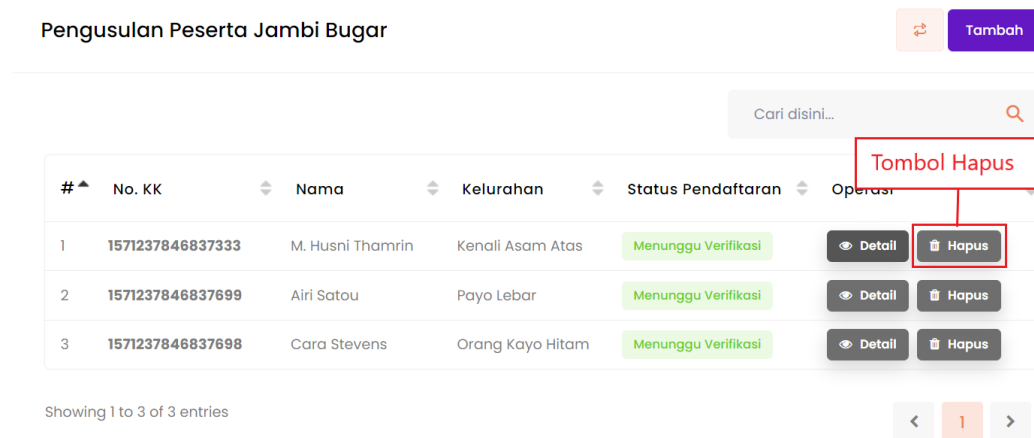 Pengusulan Peserta Jambi Bugar
Tambah
Cari disini...
Tombol Hapus
# No. KK Nama Kelurahan Status Pendaftaran Operasi
1 1571237846837333 M. Husni Thamrin Kenali Asam Atas Menunggu Verifikasi Detail Hapus
2 1571237846837699 Airi Satou Payo Lebar Menunggu Verifikasi Detail Hapus
3 1571237846837698 Cara Stevens Orang Kayo Hitam Menunggu Verifikasi Detail Hapus
Showing 1 to 3 of 3 entries
1